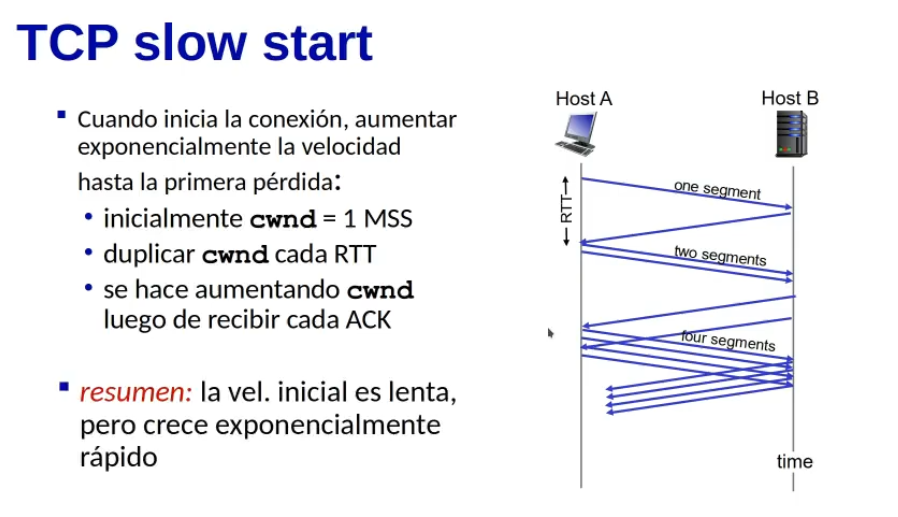 TCP slow start
▪ Cuando inicia la conexión, aumentar
exponencialmente la velocidad
hasta la primera pérdida:
• inicialmente cwnd = 1 MSS
• duplicar cwnd cada RTT
• se hace aumentando cwnd
luego de recibir cada ACK
▪ resumen: la vel. inicial es lenta,
pero crece exponencialmente
rápido
Host A
Host B
RTT
one segment
two segments
four segments
time